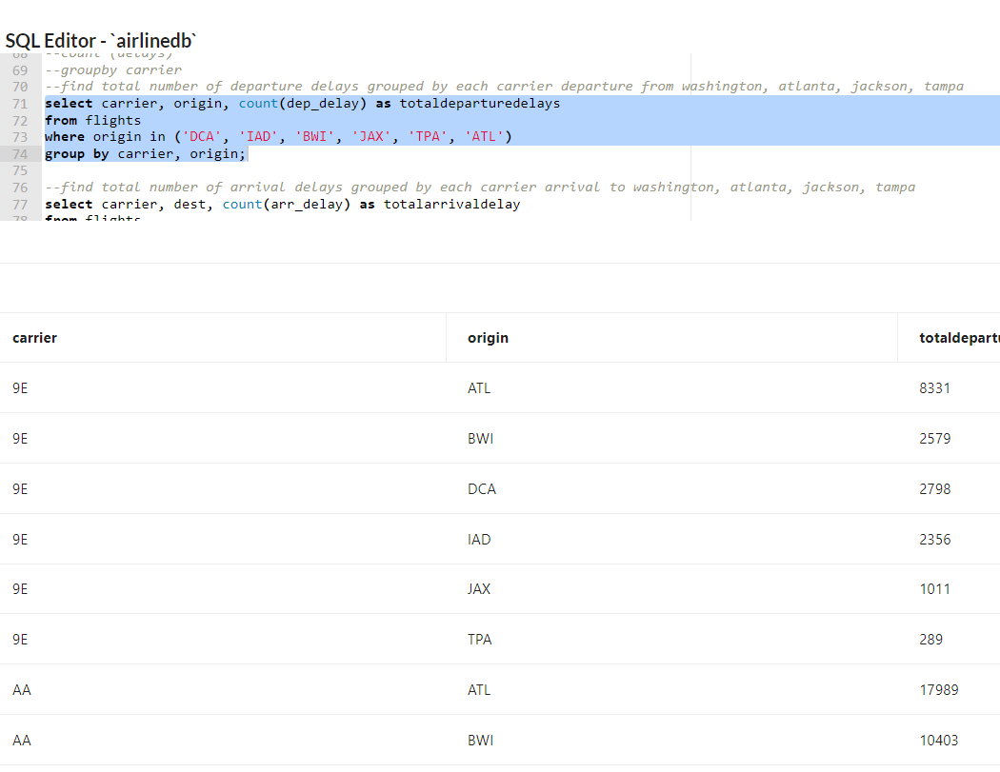 SQL Editor - `airlinedb`
68 --count (delays)
69 --groupby carrier
70 --find total number of departure delays grouped by each carrier departure from washington, atlanta, jackson, tampa
71 select carrier, origin, count(dep_delay) as totaldeparturedelays
72 from flights
73 where origin in ('DCA', 'IAD', 'BWI', 'JAX', 'TPA', 'ATL')
74 group by carrier, origin;
75
76 --find total number of arrival delays grouped by each carrier arrival to washington, atlanta, jackson, tampa
77 select carrier, dest, count(arr_delay) as totalarrivaldelay
78 from flights
carrier origin totaldepartu
9E ATL 8331
9E BWI 2579
9E DCA 2798
9E IAD 2356
9E JAX 1011
9E TPA 289
AA ATL 17989
AA BWI 10403